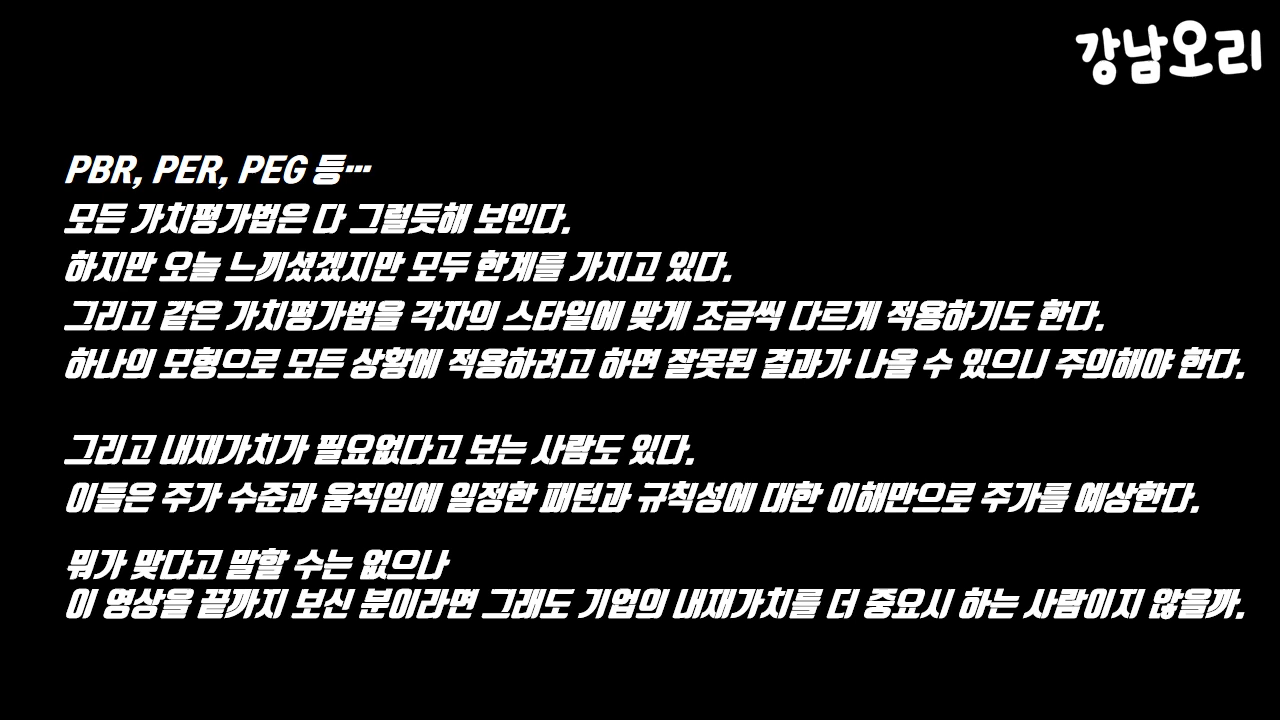 강남오리
PBR, PER, PEG 등…
모든 가치평가법은 다 그럴듯해 보인다.
하지만 오늘 느끼셨겠지만 모두 한계를 가지고 있다.
그리고 같은 가치평가법을 각자의 스타일에 맞게 조금씩 다르게 적용하기도 한다.
하나의 모형으로 모든 상황에 적용하려고 하면 잘못된 결과가 나올 수 있으니 주의해야 한다.
그리고 내재가치가 필요없다고 보는 사람도 있다.
이들은 주가 수준과 움직임에 일정한 패턴과 규칙성에 대한 이해만으로 주가를 예상한다.
뭐가 맞다고 말할 수는 없으나
이 영상을 끝까지 보신 분이라면 그래도 기업의 내재가치를 더 중요시 하는 사람이지 않을까.